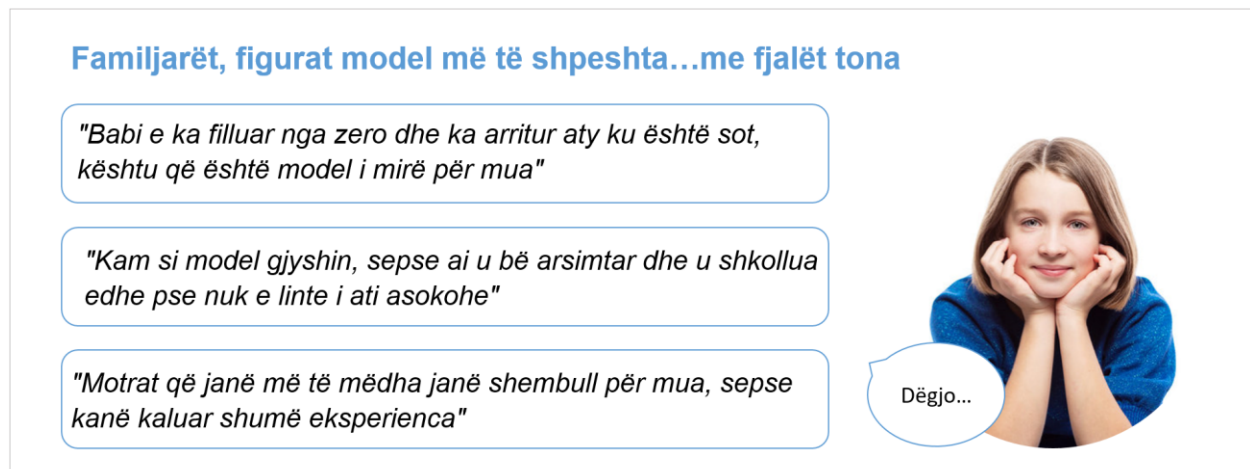 Familjarët, figurat model më të shpeshta...me fjalët tona
"Babi e ka filluar nga zero dhe ka arritur aty ku është sot,
kështu që është model i mirë për mua"
"Kam si model gjyshin, sepse ai u bë arsimtar dhe u shkollua
edhe pse nuk e linte i ati asokohe"
"Motrat që janë më të mëdha janë shembull për mua, sepse
kanë kaluar shumë eksperienca"
Dëgjo...